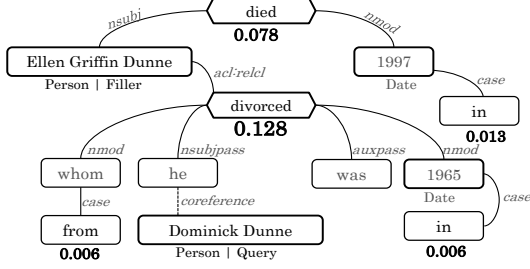 died
nsubj
nmod
0.078
Ellen Griffin Dunne
1997
Person | Filler
acl:relcl
Date
case
in
0.013
divorced
0.128
nmod
nsubjpass
auxpass
nmod
whom
he
was
1965
case
coreference
Date
case
from
Dominick Dunne
in
0.006
Person | Query
0.006